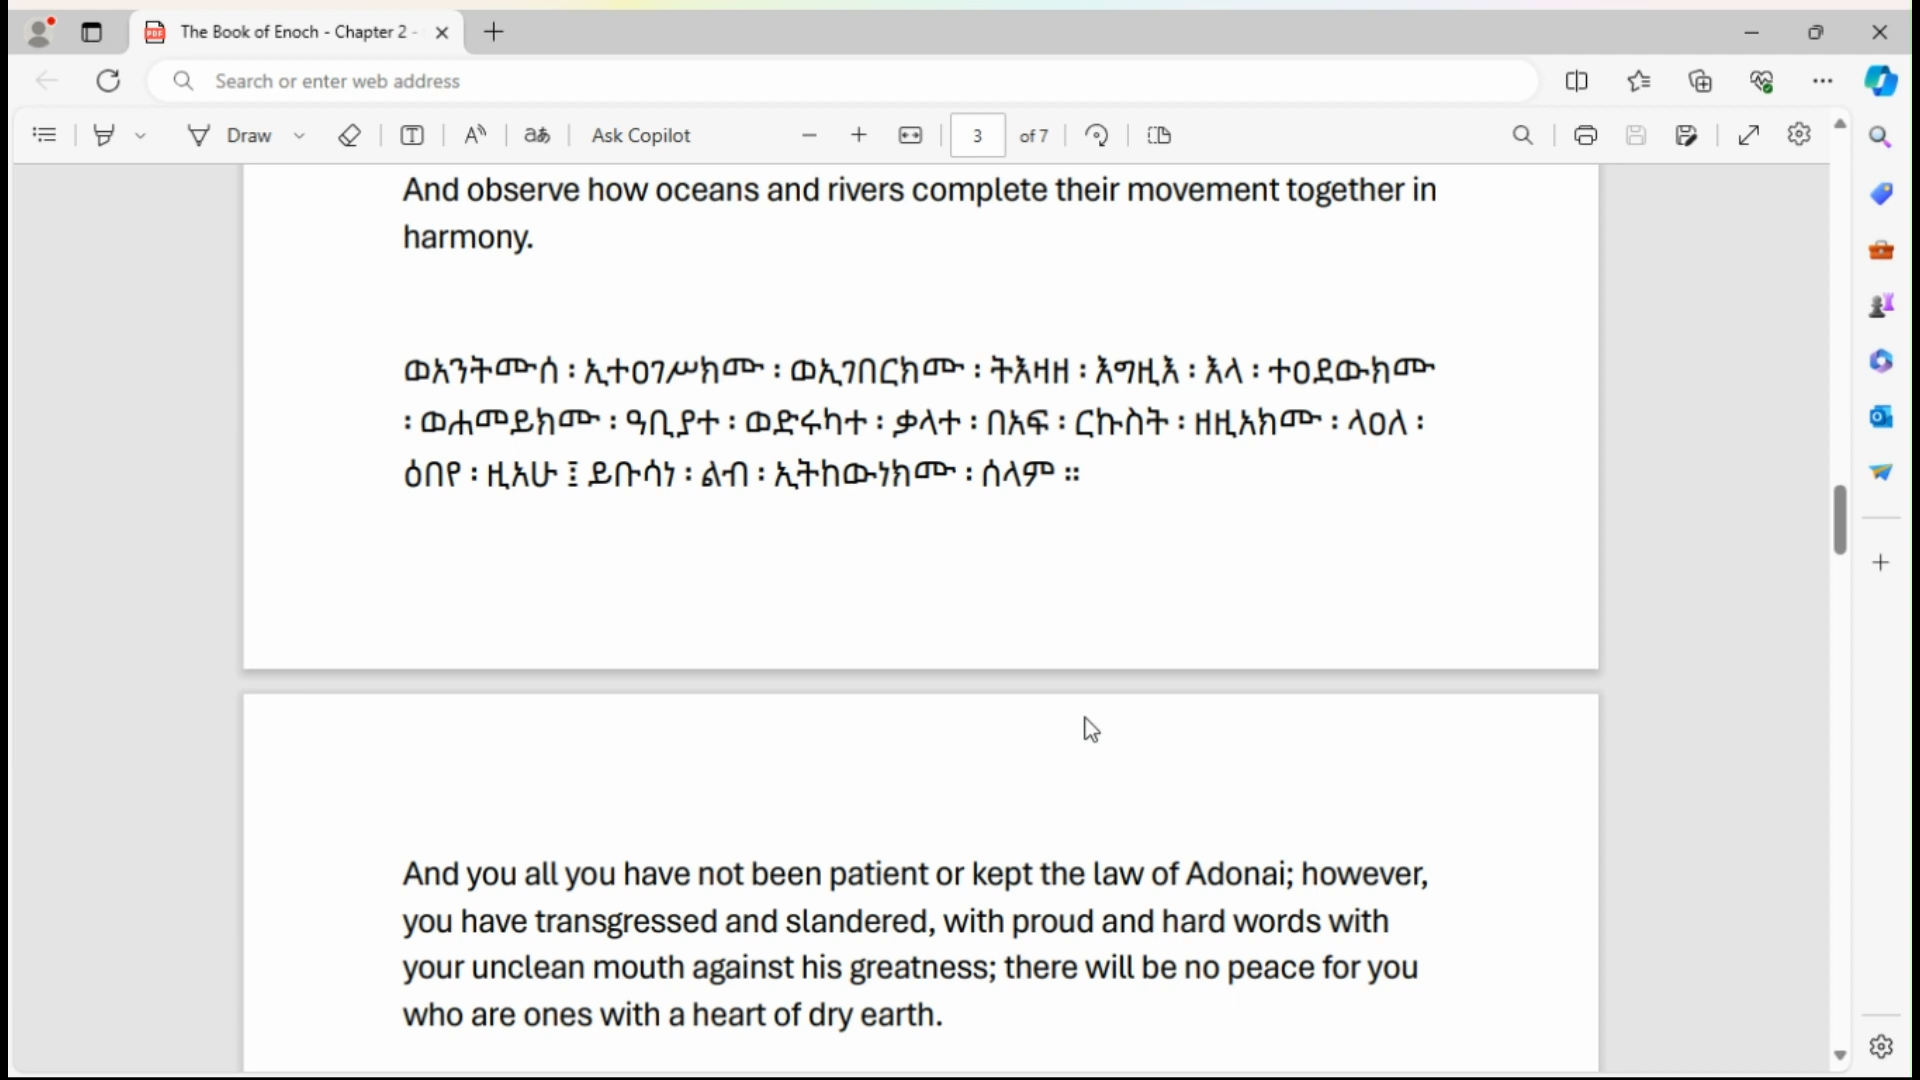 The Book of Enoch - Chapter 2 -
Search or enter web address
Draw
Ask Copilot
3 of 7
And observe how oceans and rivers complete their movement together in
harmony.
ወአንትሙሰ ፡ ኢተዐገሥክሙ ፡ ወኢገበርክሙ ፡ ትእዛዘ ፡ እግዚእ ፡ እላ ፡ ተዐደውክሙ
፡ ወሐመይክሙ ፡ ዓቢያተ ፡ ወድሩካተ ፡ ቃላተ ፡ በአፍ ፡ ርኩስት ፡ ዘዚአክሙ ፡ ላዐለ ፡
ዕበየ ፡ ዚአሁ ፤ ይቡሳነ ፡ ልብ ፡ ኢትከውነክሙ ፡ ሰላም ።
And you all you have not been patient or kept the law of Adonai; however,
you have transgressed and slandered, with proud and hard words with
your unclean mouth against his greatness; there will be no peace for you
who are ones with a heart of dry earth.